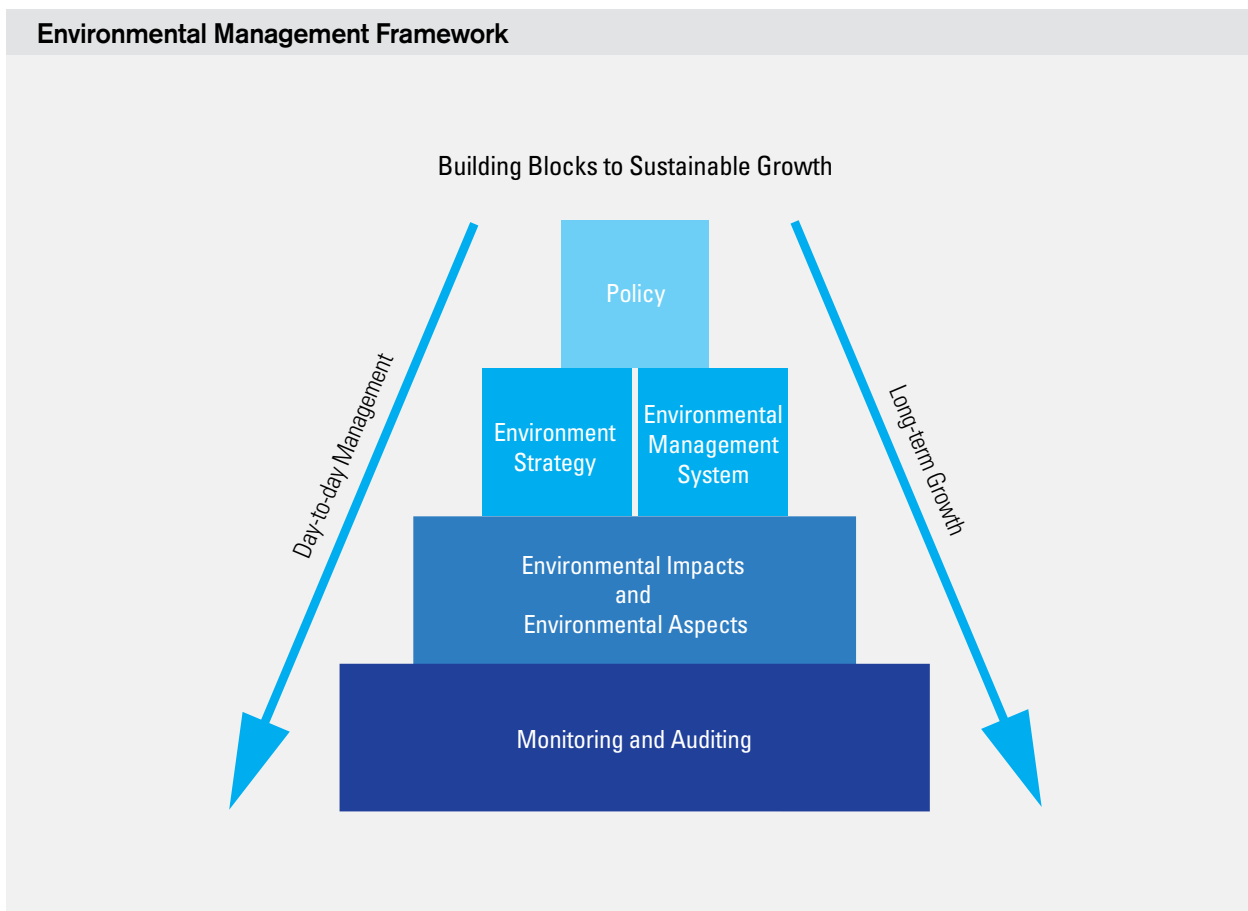 Environmental Management Framework
Building Blocks to Sustainable Growth
Policy
Environment
Strategy
Environmental
Management
System
Environmental Impacts
and
Environmental Aspects
Monitoring and Auditing
Day-to-day Management
Long-term Growth